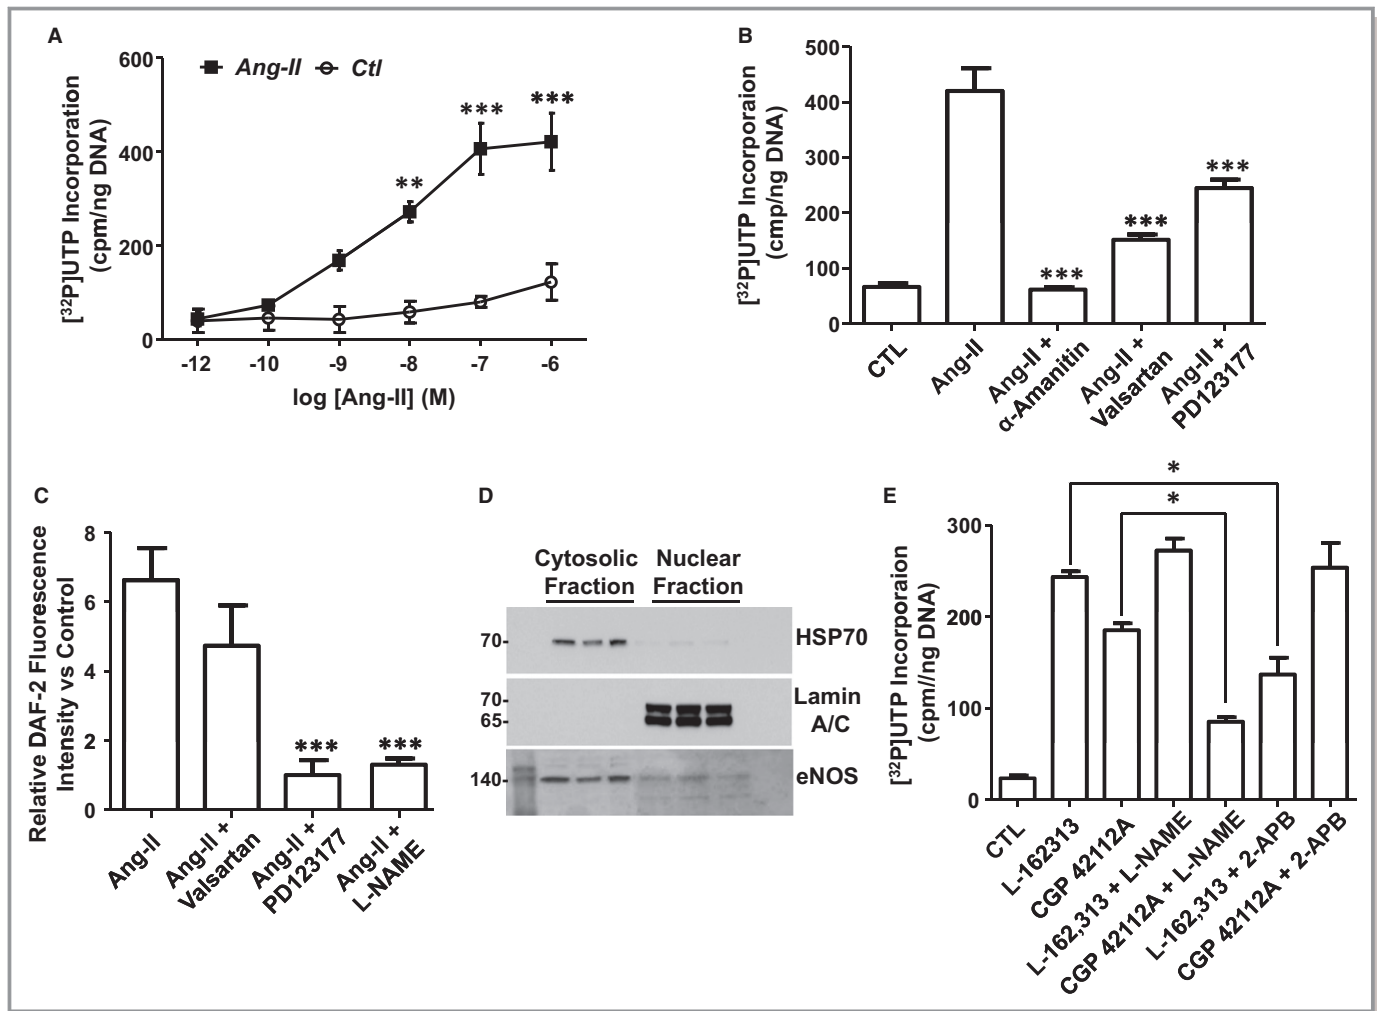 A
600
400
200
0
[³²P]UTP Incorporation
(cpm/ng DNA)
Ang-II Ctl
**
***
***
-12 -10 -9 -8 -7 -6
log [Ang-II] (M)
B
500
400
300
200
100
0
[³²P]UTP Incorporaion
(cmp/ng DNA)
***
***
***
CTL
Ang-II
Ang-II +
α-Amanitin
Ang-II +
Valsartan
Ang-II +
PD123177
C
8
6
4
2
0
Relative DAF-2 Fluorescence
Intensity vs Control
***
***
Ang-II
Ang-II +
Valsartan
Ang-II +
PD123177
Ang-II +
L-NAME
D
Cytosolic Nuclear
Fraction Fraction
70- HSP70
70- Lamin
65- A/C
140- eNOS
E
300
200
100
0
[³²P]UTP Incorporaion
(cpm//ng DNA)
*
*
CTL
L-162313
CGP 42112A
L-162,313 + L-NAME
CGP 42112A + L-NAME
L-162,313 + 2-APB
CGP 42112A + 2-APB